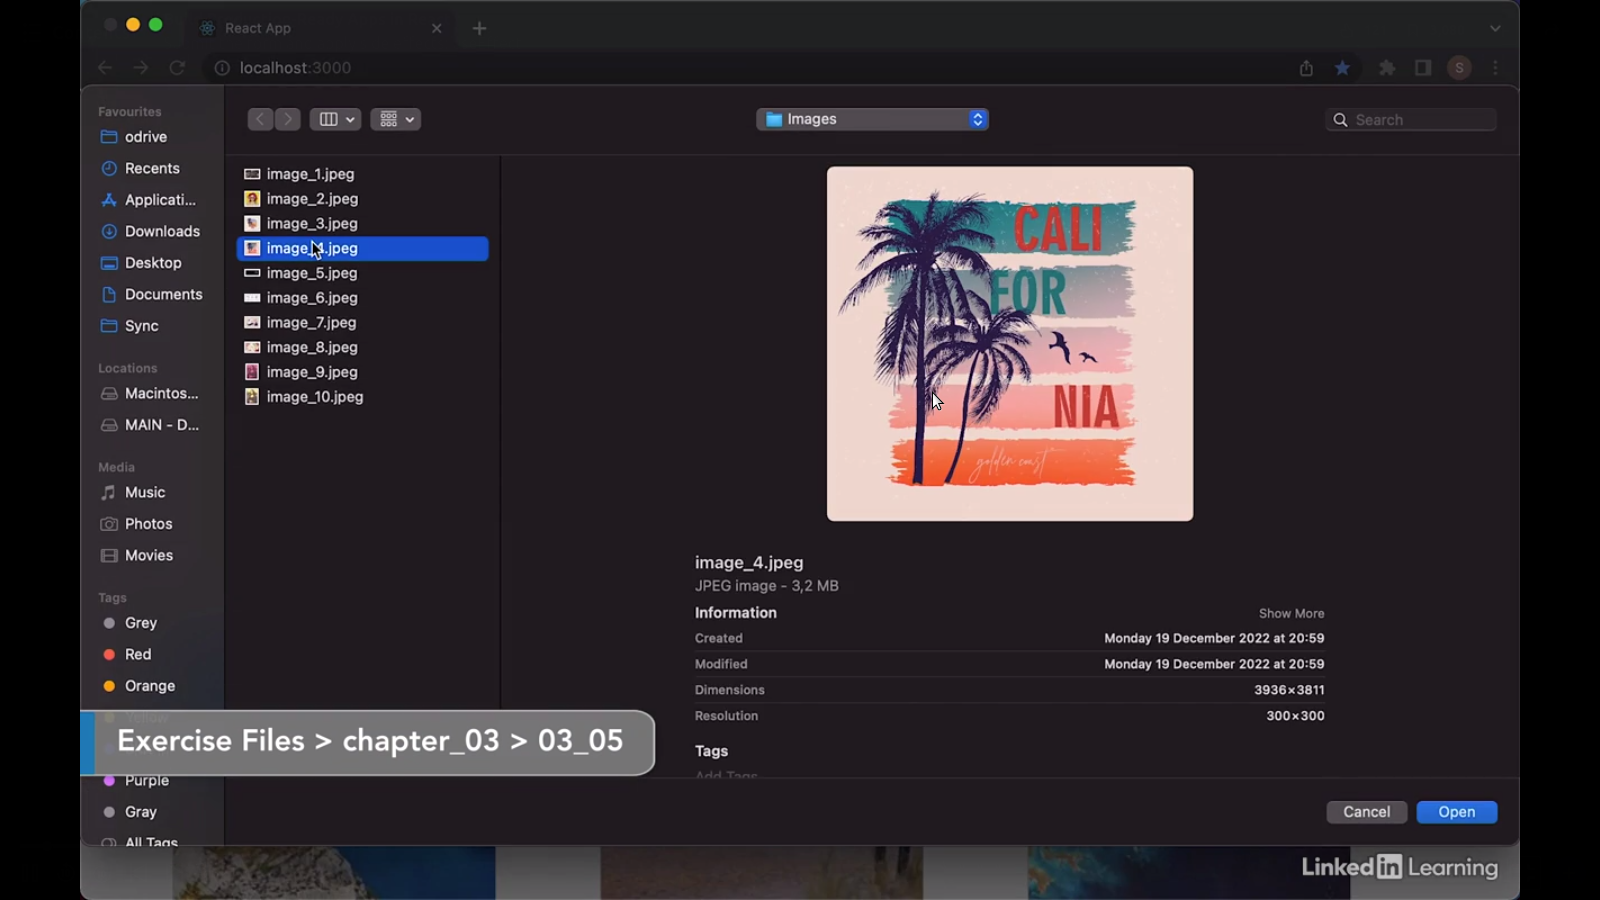 React App
localhost:3000
S
Favourites
odrive
Recents
Applicati...
Downloads
Desktop
Documents
Sync
Locations
Macintos...
MAIN - D...
Media
Music
Photos
Movies
Tags
Grey
Red
Orange
Yellow
Purple
Gray
All Tags
Images
Search
image_1.jpeg
image_2.jpeg
image_3.jpeg
image_4.jpeg
image_5.jpeg
image_6.jpeg
image_7.jpeg
image_8.jpeg
image_9.jpeg
image_10.jpeg
CALI
FOR
NIA
golden coast
image_4.jpeg
JPEG image - 3,2 MB
Information Show More
Created Monday 19 December 2022 at 20:59
Modified Monday 19 December 2022 at 20:59
Dimensions 3936×3811
Resolution 300×300
Tags
Add Tags
Exercise Files > chapter_03 > 03_05
Cancel Open
LinkedIn Learning